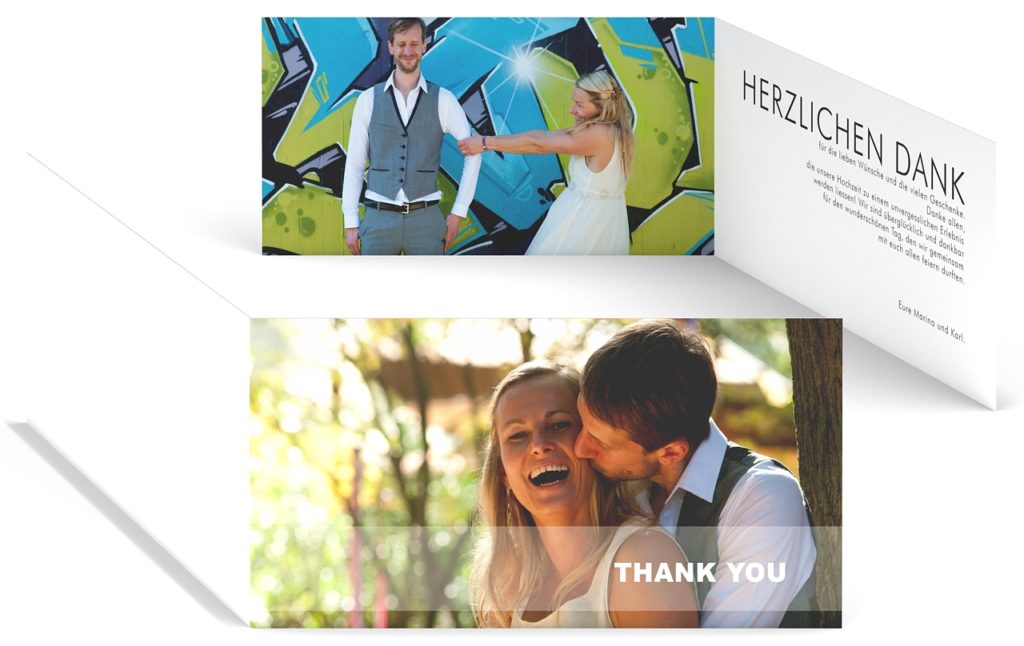 HERZLICHEN DANK
für die lieben Wünsche und die vielen Geschenke.
Danke allen,
die unsere Hochzeit zu einem unvergesslichen Erlebnis
werden liessen! Wir sind überglücklich und dankbar
für den wunderschönen Tag, den wir gemeinsam
mit euch allen feiern durften.
Eure Marina und Karl.
THANK YOU